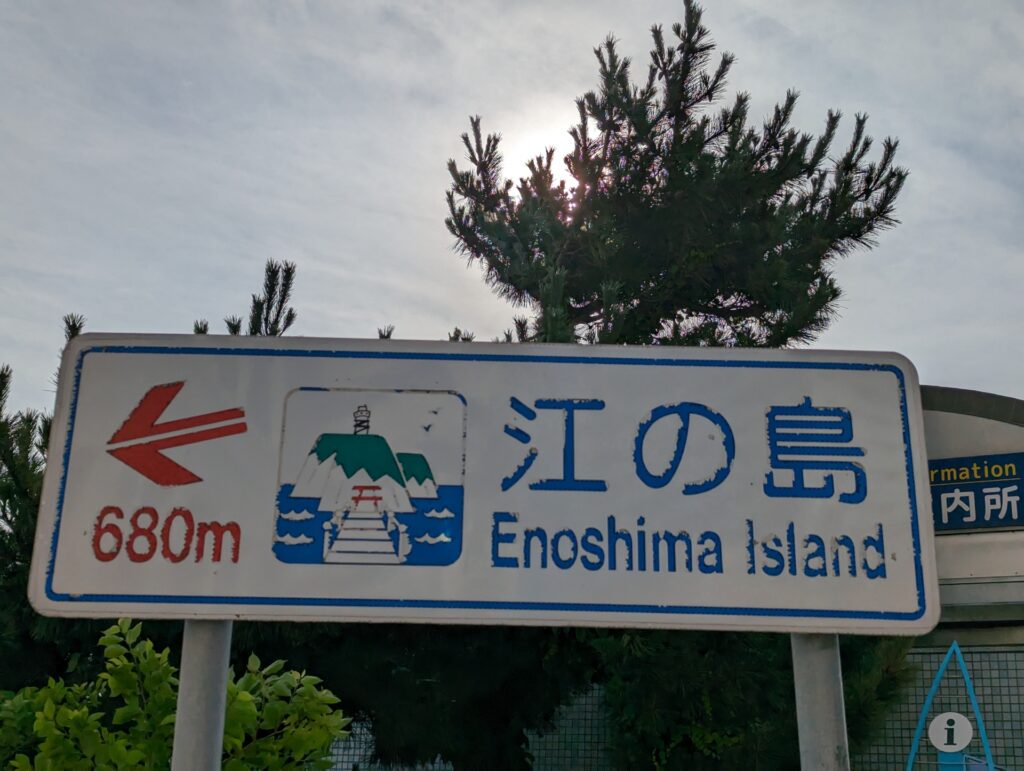 680m
江の島
Enoshima Island
rmation
内所
i